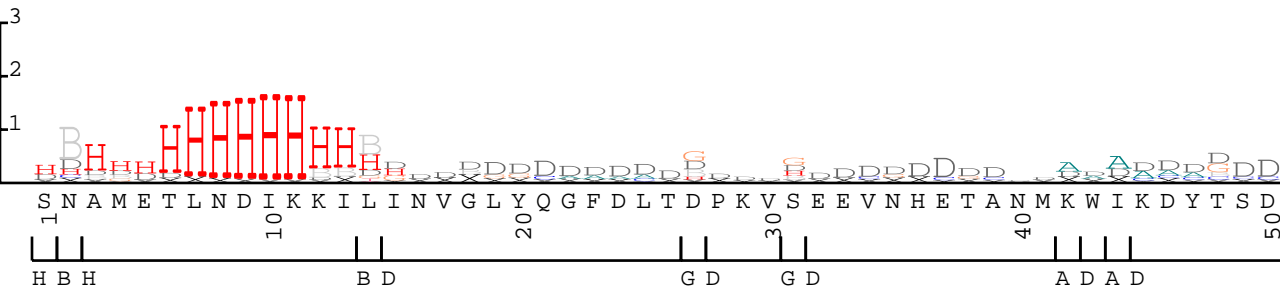 3
2
1
B H H H H H H H H H H H B H
S N A M E T L N D I K K I L I N V G L Y Q G F D L T D P K V S E E V N H E T A N M K W I K D Y T S D
1 10 20 30 40 50
H B H B D G D G D A D A D